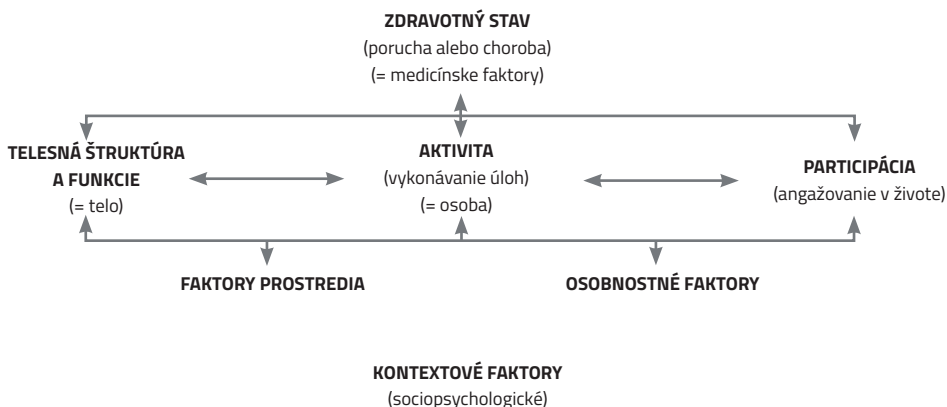 ZDRAVOTNÝ STAV
(porucha alebo choroba)
(= medicínske faktory)
TELESNÁ ŠTRUKTÚRA
A FUNKCIE
(= telo)
AKTIVITA
(vykonávanie úloh)
(= osoba)
PARTICIPÁCIA
(angažovanie v živote)
FAKTORY PROSTREDIA
OSOBNOSTNÉ FAKTORY
KONTEXTOVÉ FAKTORY
(sociopsychologické)